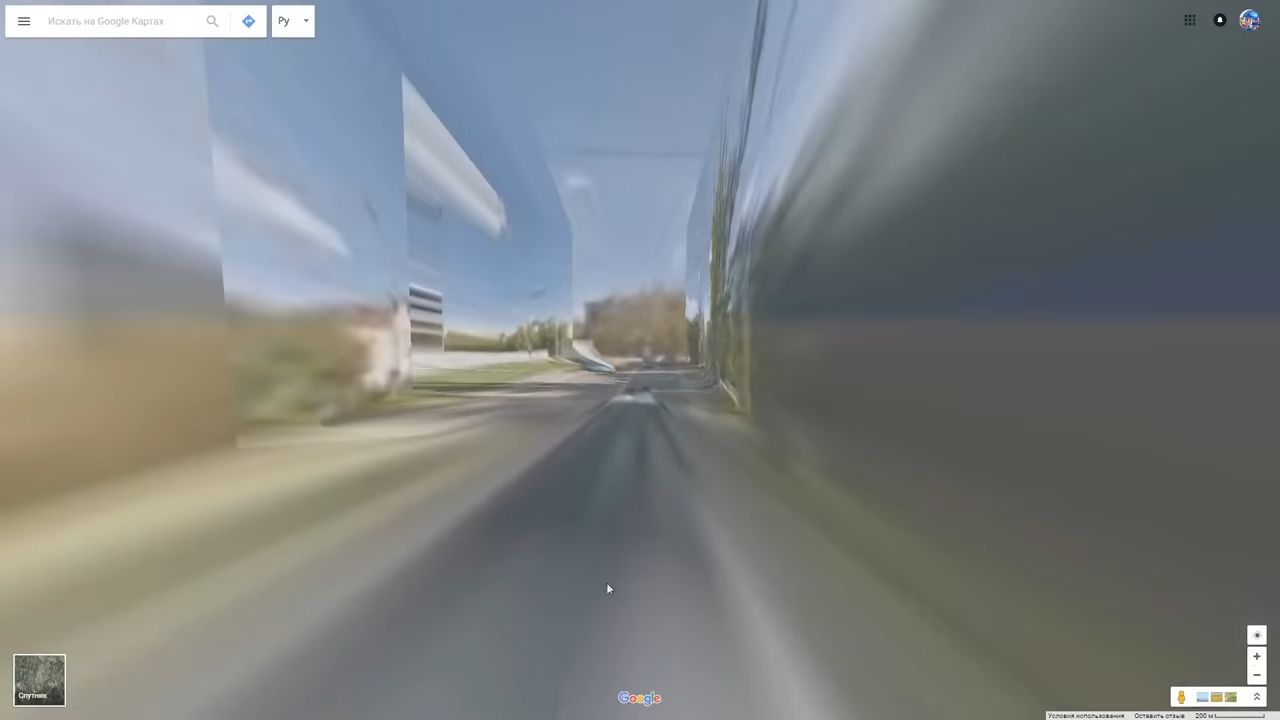 Искать на Google Картах
Ру
Спутник
Google
Условия использования Оставить отзыв 200 м